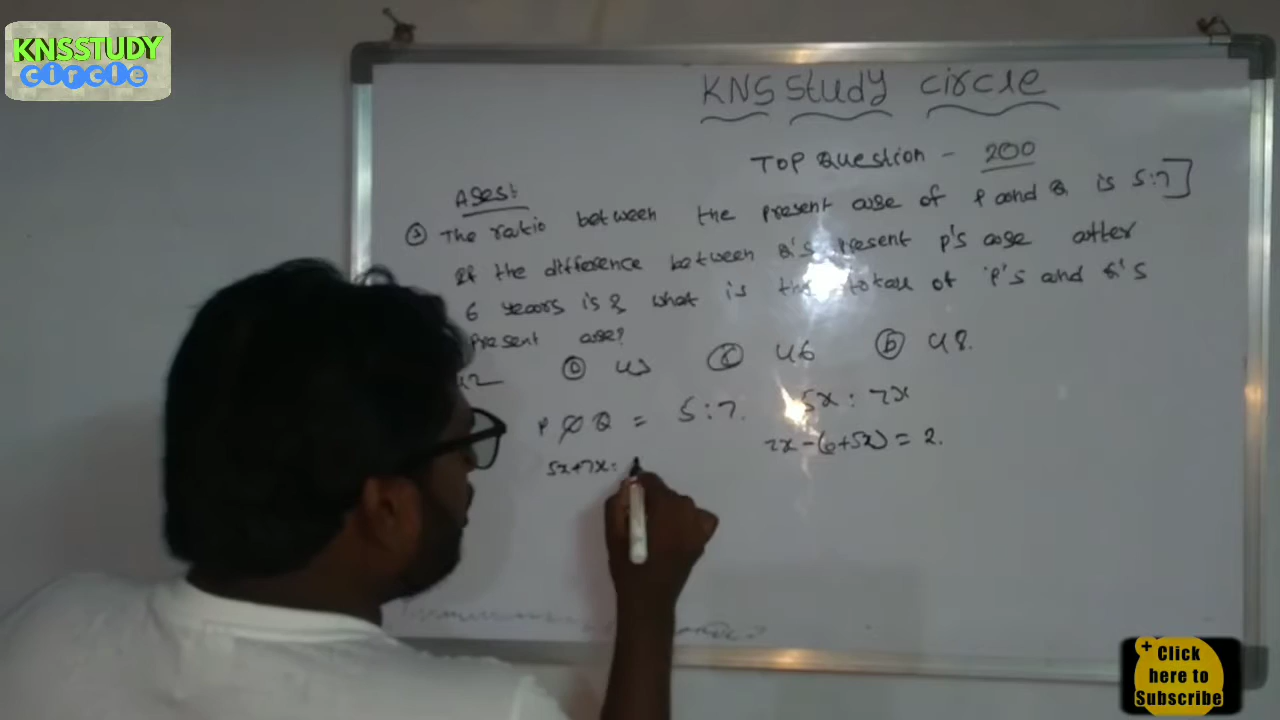 KNSSTUDY
circle
KNS Study circle
TOP Question - 200
Ages:
The ratio between the present age of P and Q is 5:7
If the difference between Q's present P's age after
6 years is 2 what is the total of P's and Q's
present age?
46 D 48.
P Q = 5:7. 5x : 7x
7x-(6+5x) = 2.
5x+7x:
+ Click
here to
Subscribe